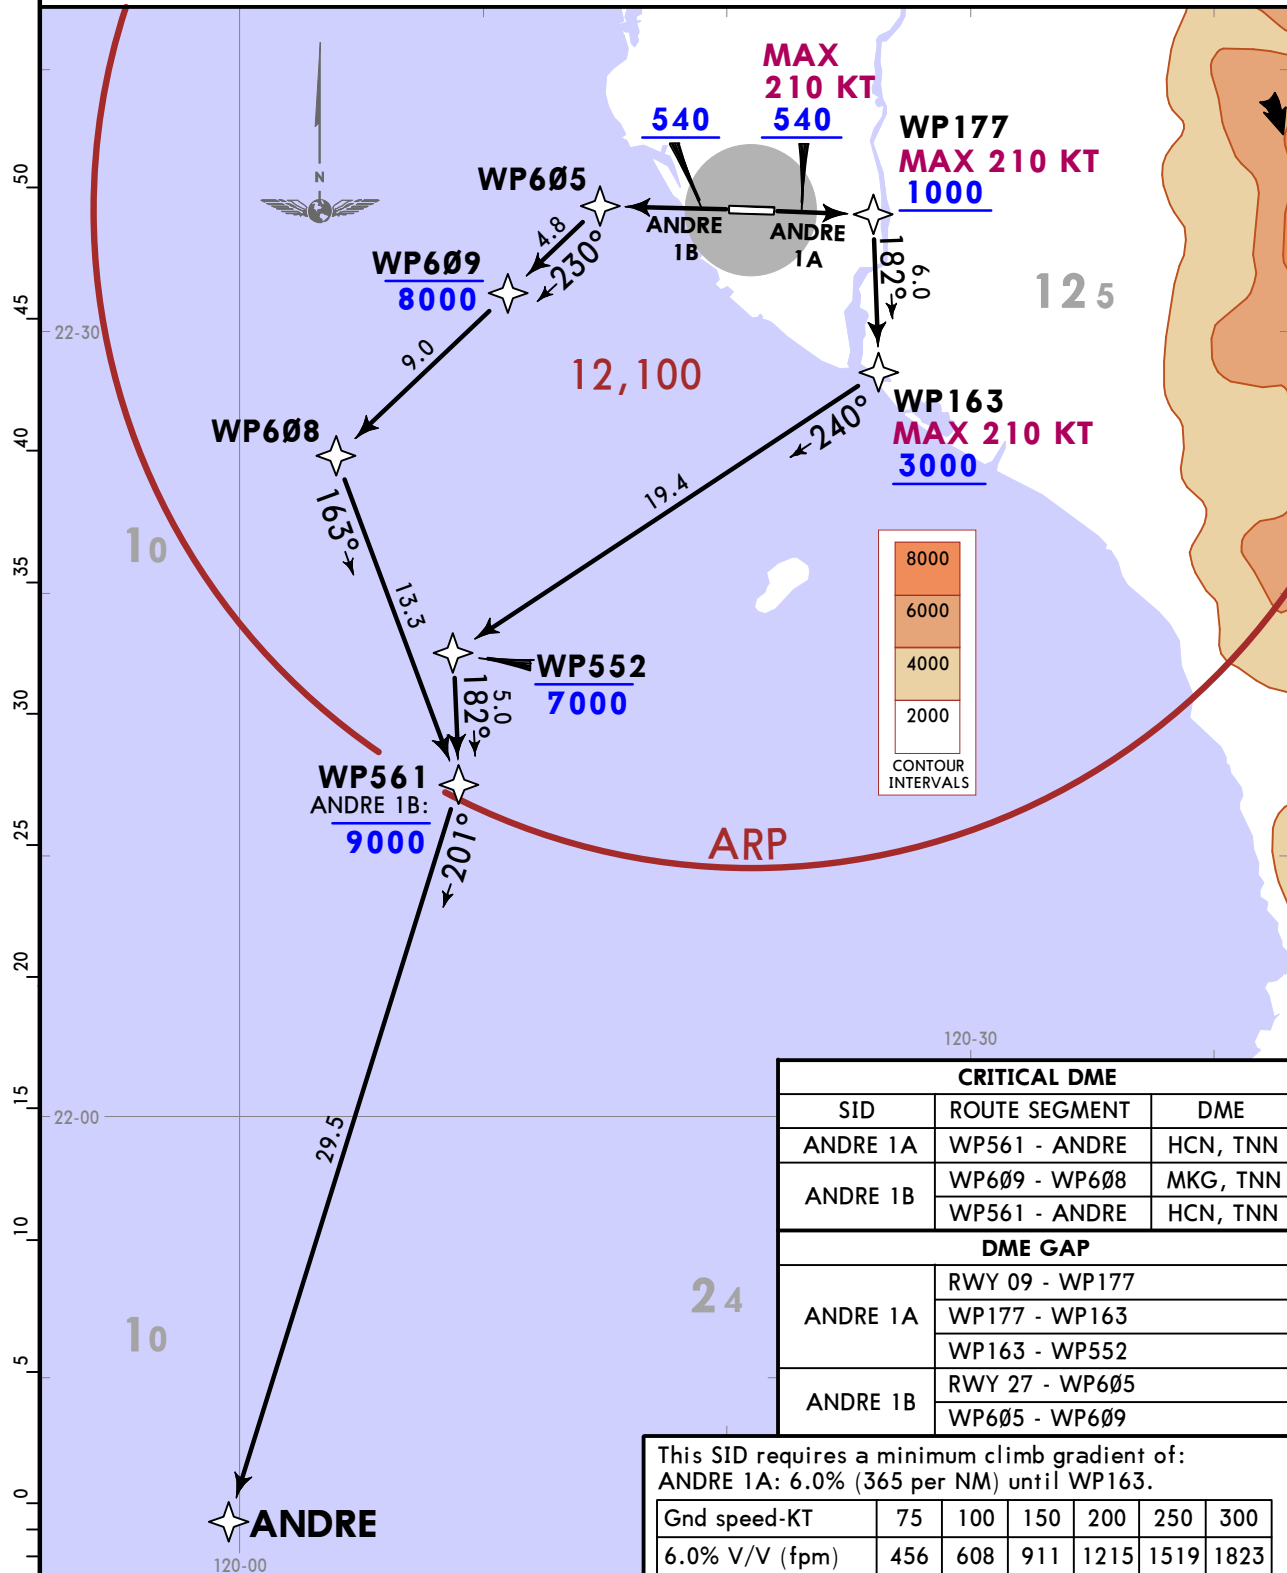 MAX
210 KT
540
540
WP177
MAX 210 KT
1000
WP6Ø5
ANDRE
1B
ANDRE
1A
4.8
230°
WP6Ø9
8000
182°
6.0
12 5
50
45
22-30
N
9.0
12,100
WP163
MAX 210 KT
3000
240°
WP6Ø8
40
19.4
163°
10
35
13.3
8000
6000
4000
2000
CONTOUR
INTERVALS
WP552
7000
5.0
182°
30
WP561
ANDRE 1B:
9000
201°
25
ARP
20
120-30
15
22-00
29.5
10
10
2 4
5
0
ANDRE
120-00
CRITICAL DME
SID ROUTE SEGMENT DME
ANDRE 1A WP561 - ANDRE HCN, TNN
ANDRE 1B WP6Ø9 - WP6Ø8 MKG, TNN
WP561 - ANDRE HCN, TNN
DME GAP
ANDRE 1A RWY 09 - WP177
WP177 - WP163
WP163 - WP552
ANDRE 1B RWY 27 - WP6Ø5
WP6Ø5 - WP6Ø9
This SID requires a minimum climb gradient of:
ANDRE 1A: 6.0% (365 per NM) until WP163.
Gnd speed-KT 75 100 150 200 250 300
6.0% V/V (fpm) 456 608 911 1215 1519 1823